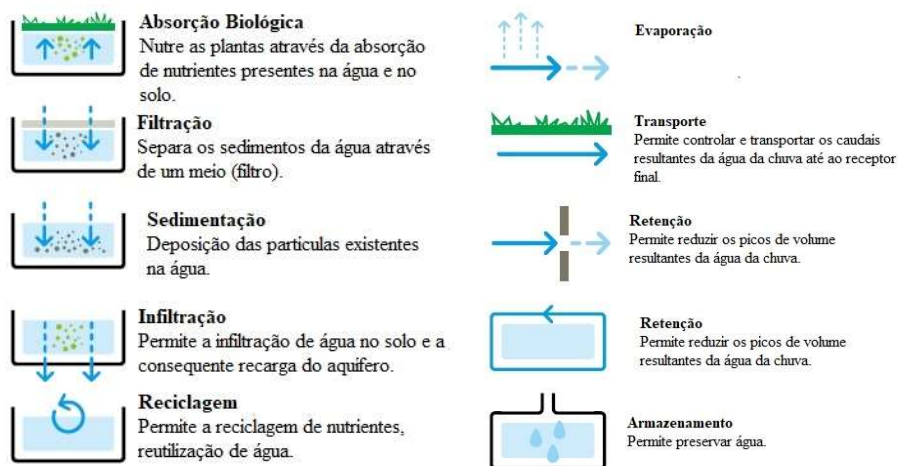 Absorção Biológica
Nutre as plantas através da absorção
de nutrientes presentes na água e no
solo.
Filtração
Separa os sedimentos da água através
de um meio (filtro).
Sedimentação
Deposição das particulas existentes
na água.
Infiltração
Permite a infiltração de água no solo e a
consequente recarga do aquifero.
Reciclagem
Permite a reciclagem de nutrientes,
reutilização de água.
Evaporação
.
Transporte
Permite controlar e transportar os caudais
resultantes da água da chuva até ao receptor
final.
Retenção
Permite reduzir os picos de volume
resultantes da água da chuva.
Retenção
Permite reduzir os picos de volume
resultantes da água da chuva.
Armazenamento
Permite preservar água.